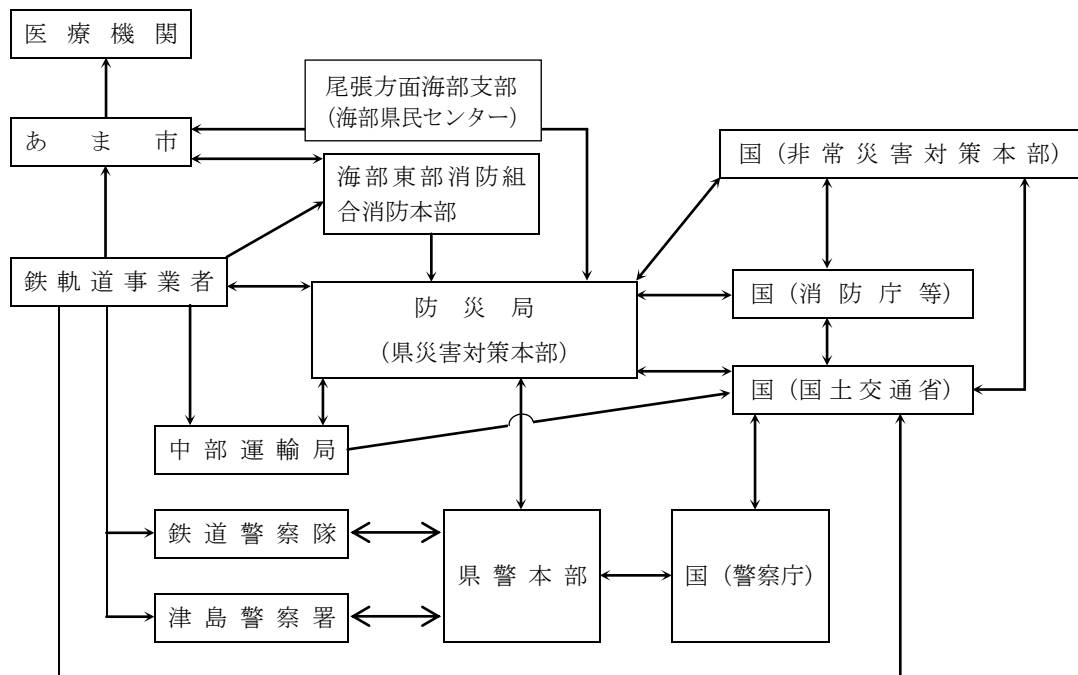 医療機関
尾張方面海部支部
（海部県民センター）
あま市
国（非常災害対策本部）
海部東部消防組
合消防本部
鉄軌道事業者
防災局
（県災害対策本部）
国（消防庁等）
国（国土交通省）
中部運輸局
鉄道警察隊
県警本部
国（警察庁）
津島警察署